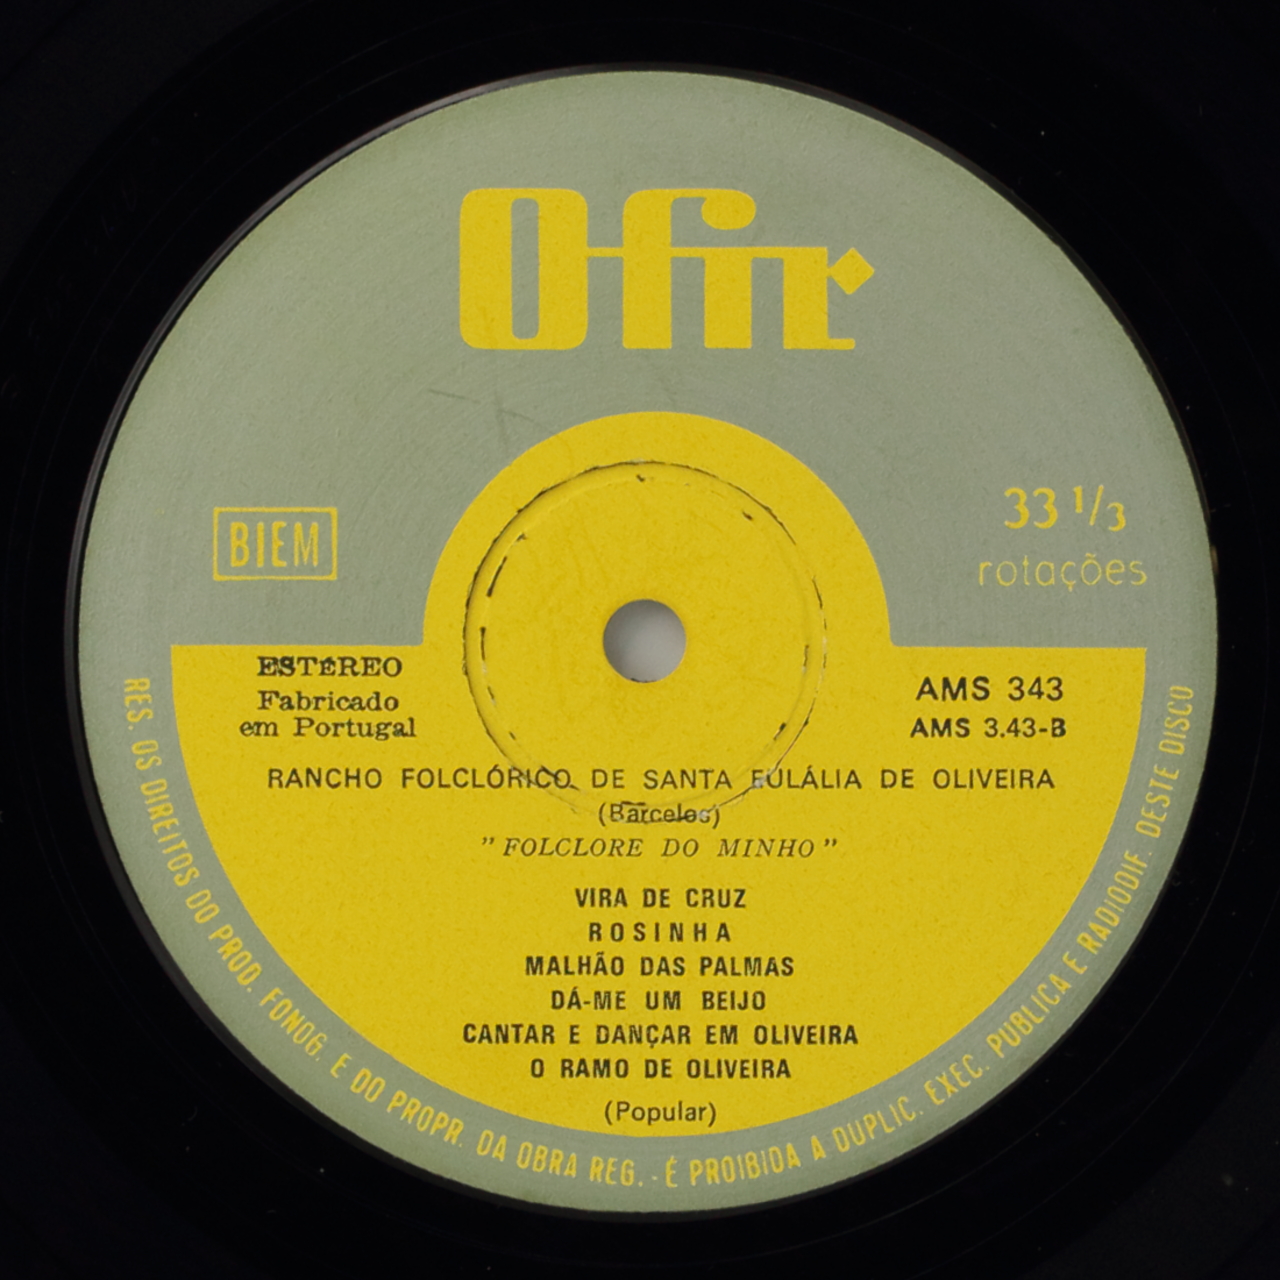 Ofir
BIEM
33 1/3
rotações
ESTÉREO
Fabricado
em Portugal
AMS 343
AMS 3.43-B
RANCHO FOLCLÓRICO DE SANTA EULÁLIA DE OLIVEIRA
(Barcelos)
"FOLCLORE DO MINHO"
VIRA DE CRUZ
ROSINHA
MALHÃO DAS PALMAS
DÁ-ME UM BEIJO
CANTAR E DANÇAR EM OLIVEIRA
O RAMO DE OLIVEIRA
(Popular)
RES. OS DIREITOS DO PROD. FONOG. E DO PROPR. DA OBRA REG. - É PROIBIDA A DUPLIC. EXEC. PUBLICA E RADIODIF. DESTE DISCO